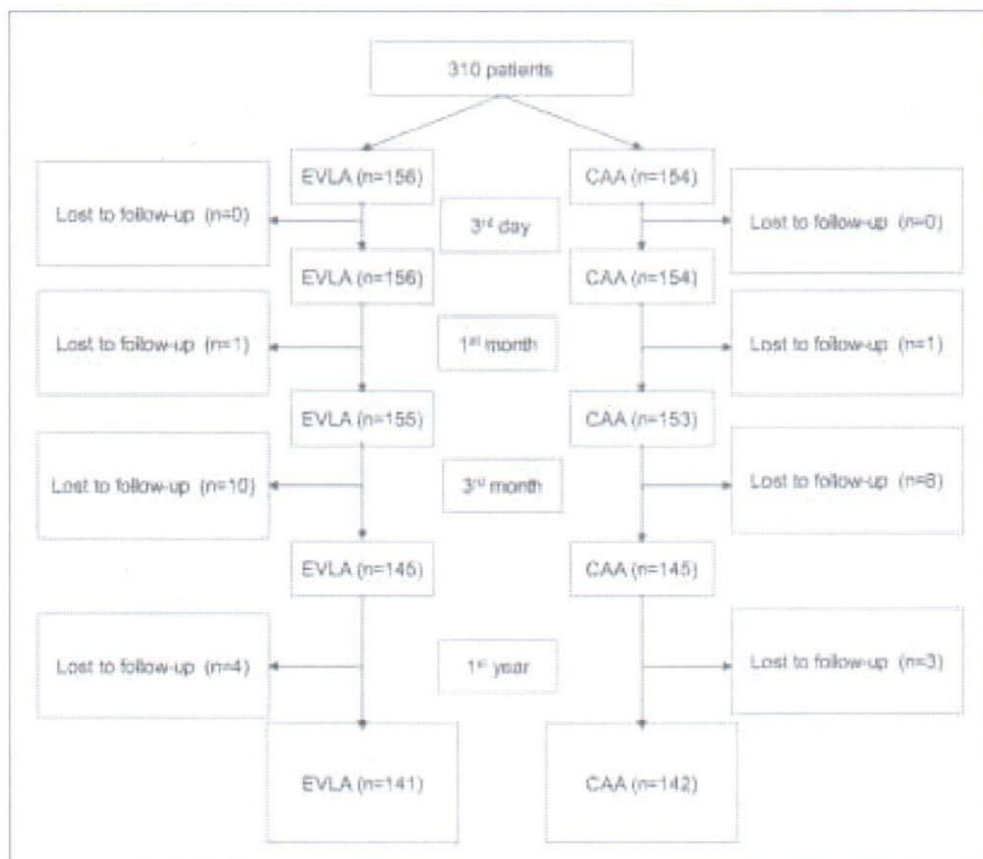 310 patients
EVLA (n=156)
CAA (n=154)
Lost to follow-up (n=0)
3rd day
Lost to follow-up (n=0)
EVLA (n=156)
CAA (n=154)
Lost to follow-up (n=1)
1st month
Lost to follow-up (n=1)
EVLA (n=155)
CAA (n=153)
Lost to follow-up (n=10)
3rd month
Lost to follow-up (n=8)
EVLA (n=145)
CAA (n=145)
Lost to follow-up (n=4)
1st year
Lost to follow-up (n=3)
EVLA (n=141)
CAA (n=142)